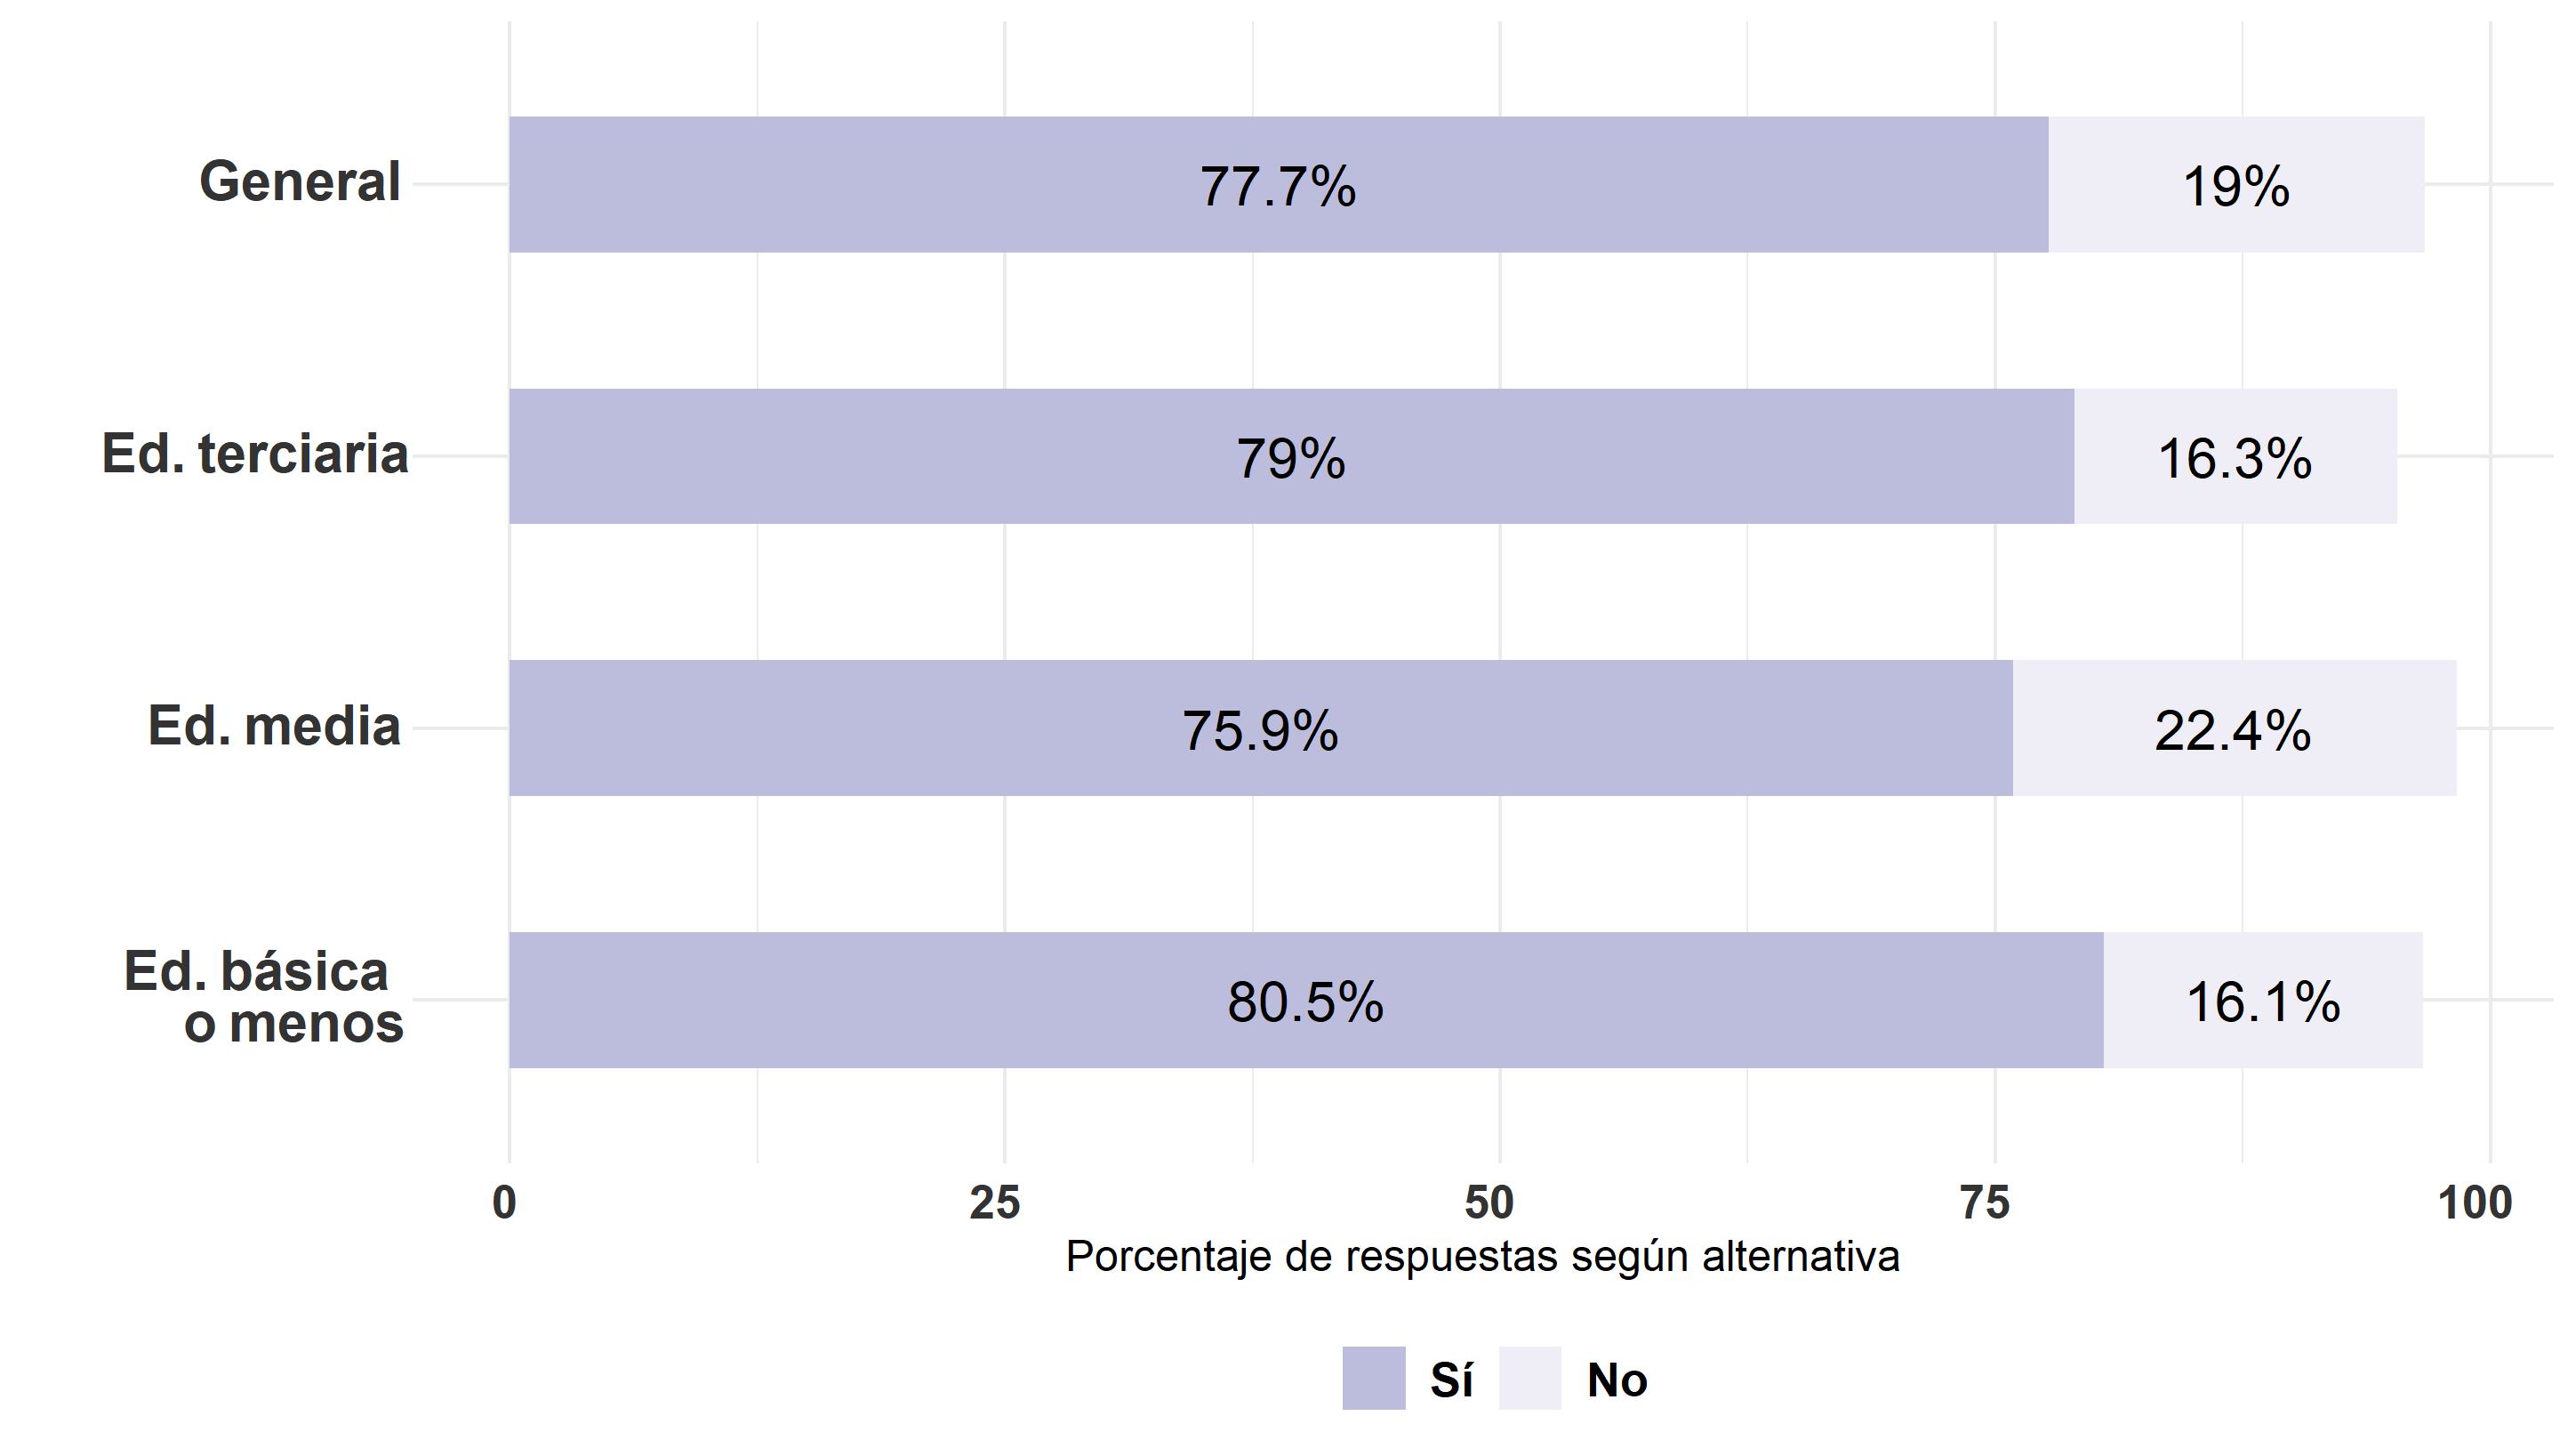 General
77.7%
19%
Ed. terciaria
79%
16.3%
Ed. media
75.9%
22.4%
Ed. básica
o menos
80.5%
16.1%
0
25
50
75
100
Porcentaje de respuestas según alternativa
Sí
No